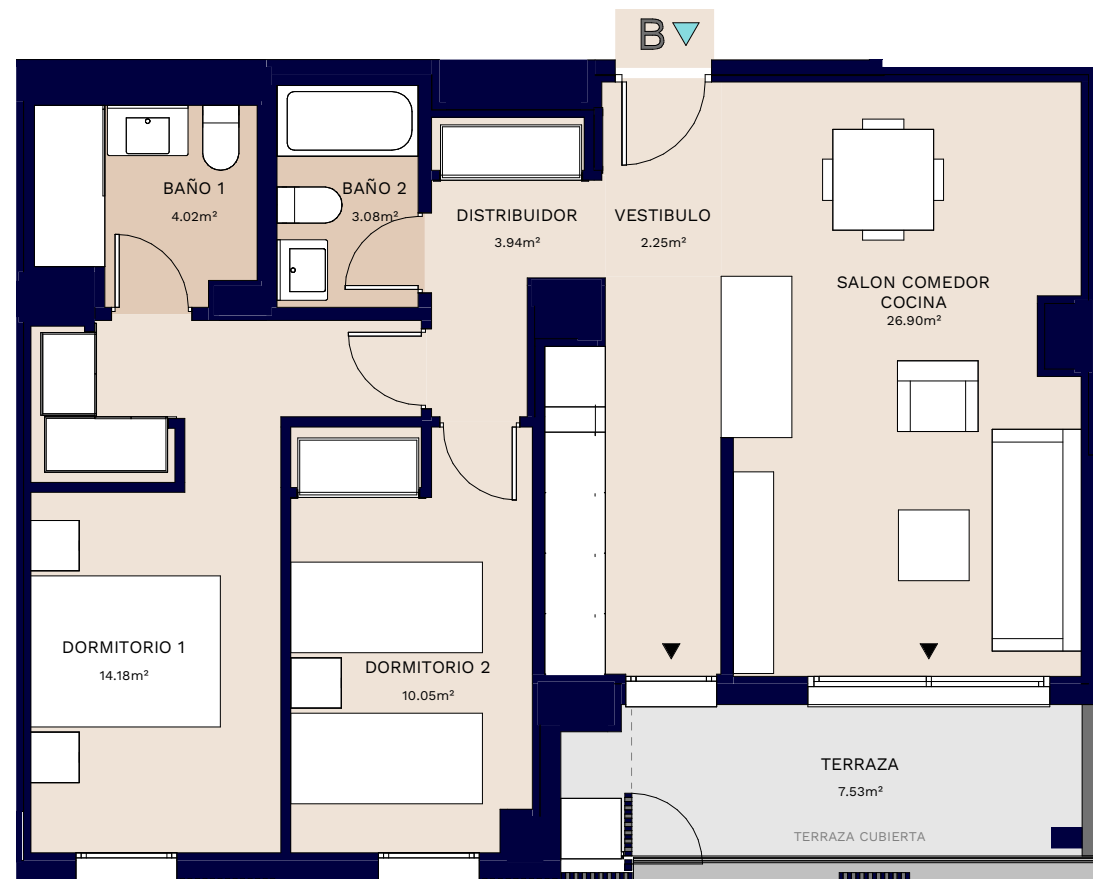 B
BAÑO 1
4.02m²
BAÑO 2
3.08m²
DISTRIBUIDOR
3.94m²
VESTIBULO
2.25m²
SALON COMEDOR
COCINA
26.90m²
DORMITORIO 1
14.18m²
DORMITORIO 2
10.05m²
TERRAZA
7.53m²
TERRAZA CUBIERTA